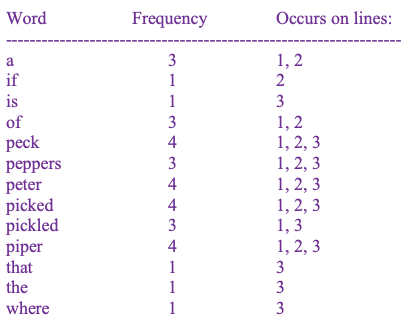 Word Frequency Occurs on lines:
--------------------------------------------------------------------
a 3 1, 2
if 1 2
is 1 3
of 3 1, 2
peck 4 1, 2, 3
peppers 3 1, 2, 3
peter 4 1, 2, 3
picked 4 1, 2, 3
pickled 3 1, 3
piper 4 1, 2, 3
that 1 3
the 1 3
where 1 3